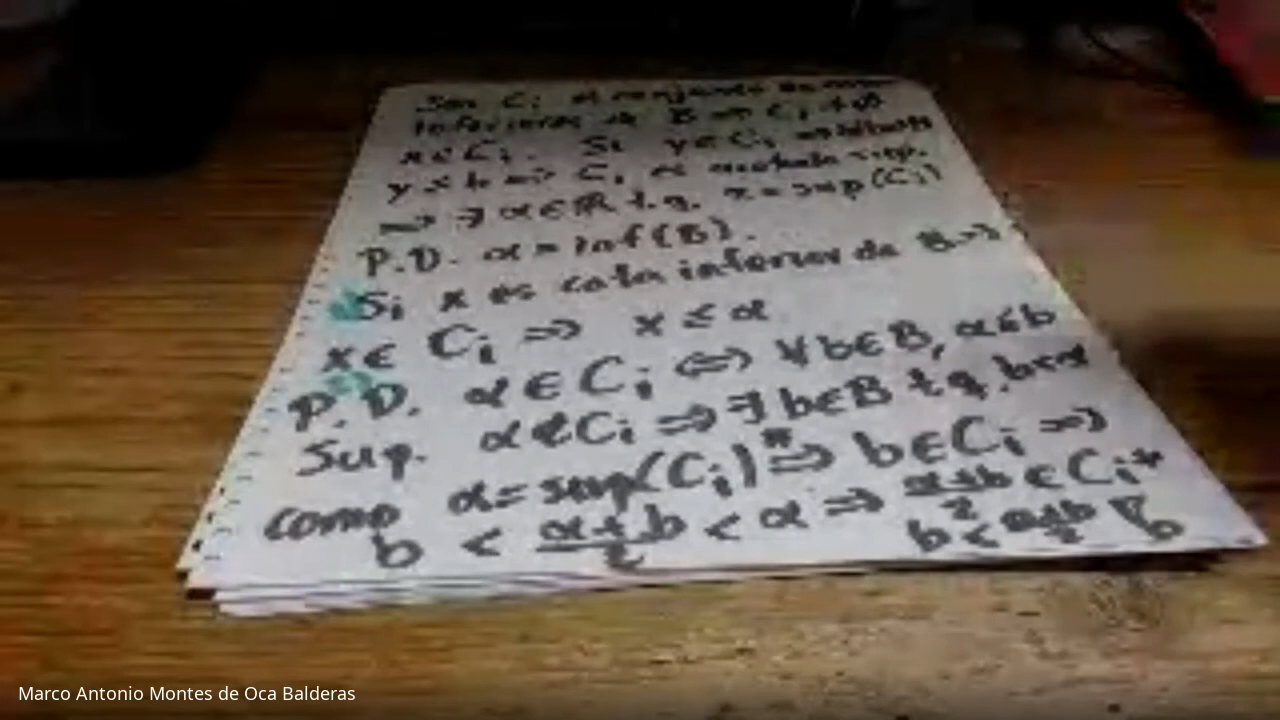 Sea Ci el conjunto de cotas
inferiores de B => Ci ≠ ∅
x ∈ Ci. Si y ∈ Ci,
y ≤ b => Ci es acotado sup.
=> ∃ α ∈ ℝ t.q. α = sup(Ci)
P.D. α = inf(B).
Si x es cota inferior de B =>
x ∈ Ci => x ≤ α
P.D. α ∈ Ci <=> ∀ b ∈ B, α ≤ b
Sup. α ∉ Ci => ∃ b ∈ B t.q. b < α
como α = sup(Ci) => b ∈ Ci =>
b < (α+b)/2 < α => (α+b)/2 ∈ Ci
b < (α+b)/2
Marco Antonio Montes de Oca Balderas